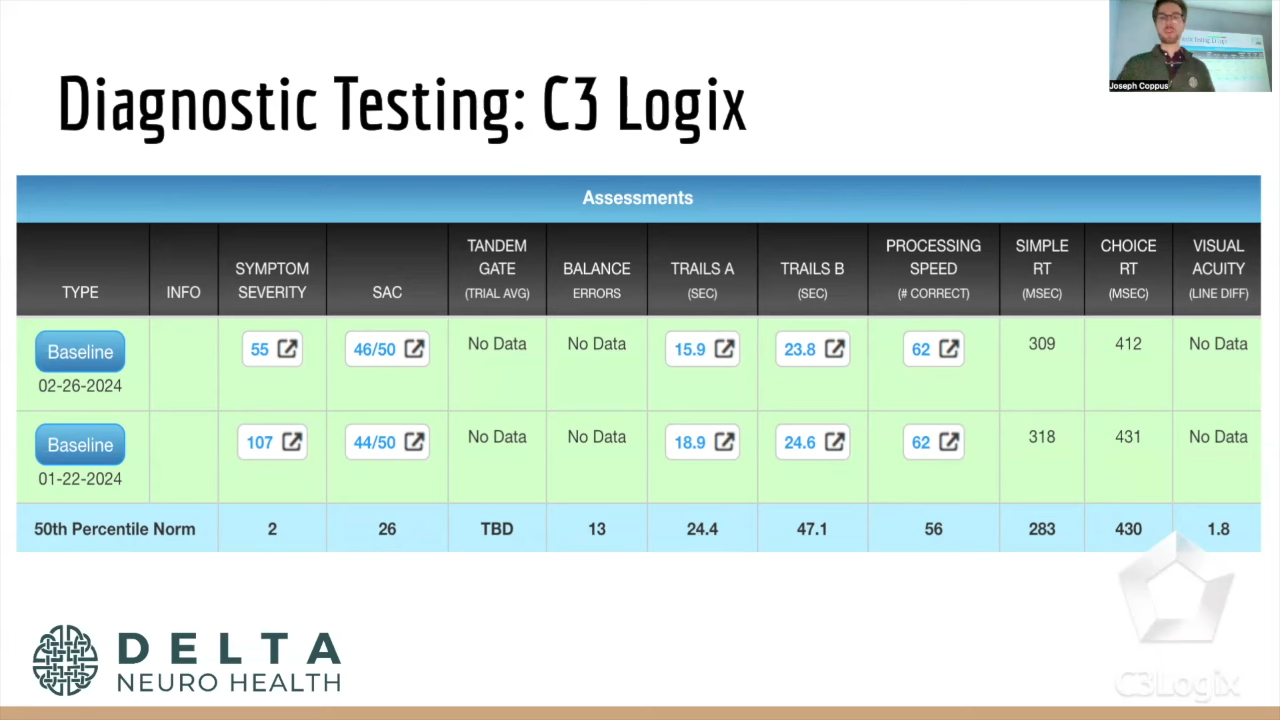 Joseph Coppus
Diagnostic Testing: C3 Logix
Assessments
TYPE INFO SYMPTOM SEVERITY SAC TANDEM GATE (TRIAL AVG) BALANCE ERRORS TRAILS A (SEC) TRAILS B (SEC) PROCESSING SPEED (# CORRECT) SIMPLE RT (MSEC) CHOICE RT (MSEC) VISUAL ACUITY (LINE DIFF)
Baseline 55 46/50 No Data No Data 15.9 23.8 62 309 412 No Data
02-26-2024
Baseline 107 44/50 No Data No Data 18.9 24.6 62 318 431 No Data
01-22-2024
50th Percentile Norm 2 26 TBD 13 24.4 47.1 56 283 430 1.8
DELTA
NEURO HEALTH
C3Logix